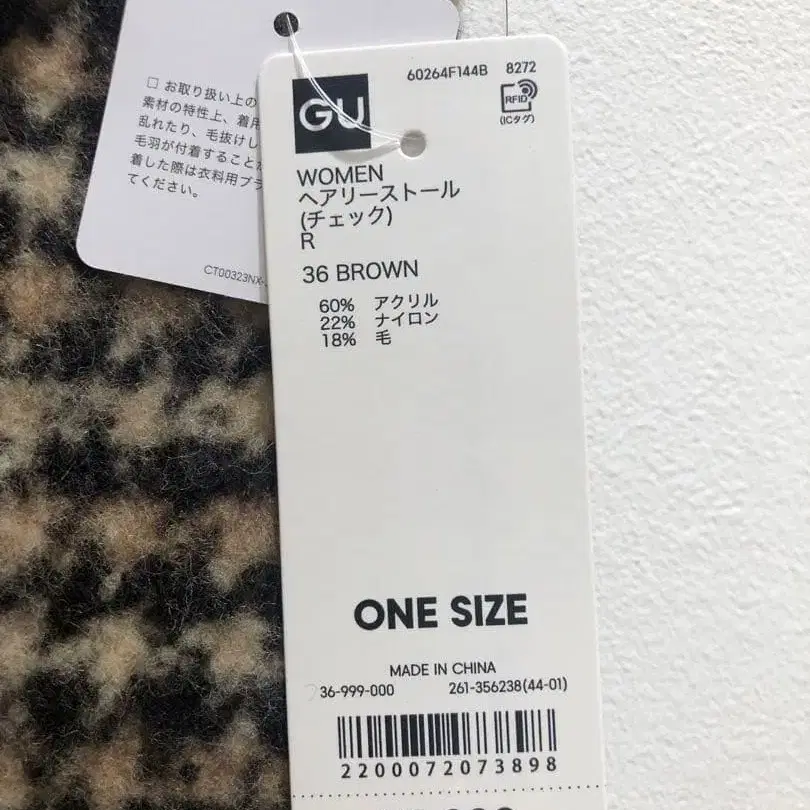 □ お取り扱い上の
素材の特性上、着用
乱れたり、毛抜けし
毛羽が付着すること
着した際は衣料用ブラ
てください。
CT00323NX-
GU
60264F144B 8272
RFID
(ICタグ)
WOMEN
ヘアリーストール
(チェック)
R
36 BROWN
60% アクリル
22% ナイロン
18% 毛
ONE SIZE
MADE IN CHINA
36-999-000 261-356238(44-01)
2200072073898